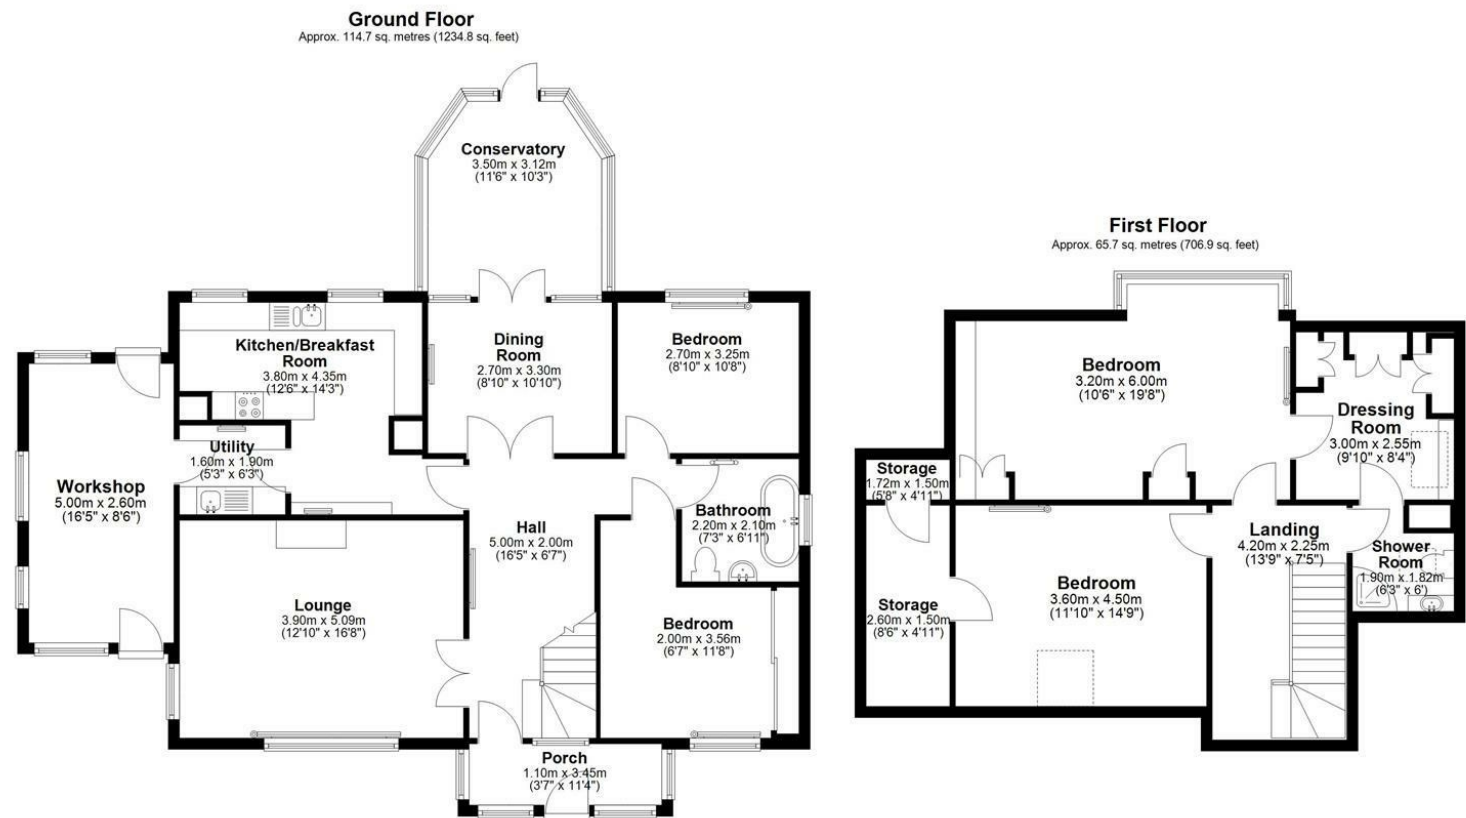 Ground Floor
Approx. 114.7 sq. metres (1234.8 sq. feet)
Conservatory
3.50m x 3.12m
(11'6" x 10'3")
Kitchen/Breakfast
Room
3.80m x 4.35m
(12'6" x 14'3")
Dining
Room
2.70m x 3.30m
(8'10" x 10'10")
Bedroom
2.70m x 3.25m
(8'10" x 10'8")
Utility
1.60m x 1.90m
(5'3" x 6'3")
Workshop
5.00m x 2.60m
(16'5" x 8'6")
Hall
5.00m x 2.00m
(16'5" x 6'7")
Bathroom
2.20m x 2.10m
(7'3" x 6'11")
Lounge
3.90m x 5.09m
(12'10" x 16'8")
Bedroom
2.00m x 3.56m
(6'7" x 11'8")
Porch
1.10m x 3.45m
(3'7" x 11'4")
First Floor
Approx. 65.7 sq. metres (706.9 sq. feet)
Bedroom
3.20m x 6.00m
(10'6" x 19'8")
Dressing
Room
3.00m x 2.55m
(9'10" x 8'4")
Storage
1.72m x 1.50m
(5'8" x 4'11")
Landing
4.20m x 2.25m
(13'9" x 7'5")
Shower
Room
1.90m x 1.82m
(6'3" x 6')
Bedroom
3.60m x 4.50m
(11'10" x 14'9")
Storage
2.60m x 1.50m
(8'6" x 4'11")